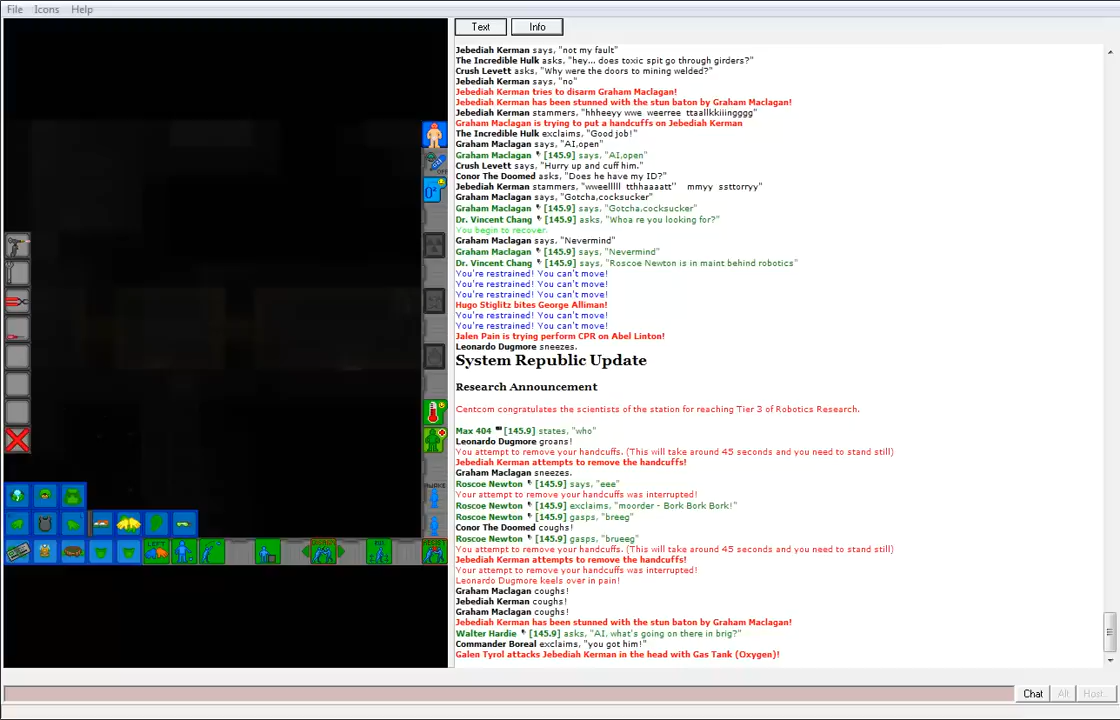 File Icons Help
Text Info
Jebediah Kerman says, "not my fault"
The Incredible Hulk asks, "hey... does toxic spit go through girders?"
Crush Levett asks, "Why were the doors to mining welded?"
Jebediah Kerman says, "no"
Jebediah Kerman tries to disarm Graham Maclagan!
Jebediah Kerman has been stunned with the stun baton by Graham Maclagan!
Jebediah Kerman stammers, "hhheeyy wwe weerree ttaallkkiiingggg"
Graham Maclagan is trying to put a handcuffs on Jebediah Kerman
The Incredible Hulk exclaims, "Good job!"
Graham Maclagan says, "AI,open"
Graham Maclagan [145.9] says, "AI,open"
Crush Levett says, "Hurry up and cuff him."
Conor The Doomed asks, "Does he have my ID?"
Jebediah Kerman stammers, "wweelllll tthhaaaatt'' mmyy ssttorryy"
Graham Maclagan says, "Gotcha,cocksucker"
Graham Maclagan [145.9] says, "Gotcha,cocksucker"
Dr. Vincent Chang [145.9] asks, "Whoa re you looking for?"
You begin to recover.
Graham Maclagan says, "Nevermind"
Graham Maclagan [145.9] says, "Nevermind"
Dr. Vincent Chang [145.9] says, "Roscoe Newton is in maint behind robotics"
You're restrained! You can't move!
You're restrained! You can't move!
You're restrained! You can't move!
Hugo Stiglitz bites George Alliman!
You're restrained! You can't move!
You're restrained! You can't move!
Jalen Pain is trying perform CPR on Abel Linton!
Leonardo Dugmore sneezes.
System Republic Update
Research Announcement
Centcom congratulates the scientists of the station for reaching Tier 3 of Robotics Research.
Max 404 [145.9] states, "who"
Leonardo Dugmore groans!
You attempt to remove your handcuffs. (This will take around 45 seconds and you need to stand still)
Jebediah Kerman attempts to remove the handcuffs!
Graham Maclagan sneezes.
Roscoe Newton [145.9] says, "eee"
Your attempt to remove your handcuffs was interrupted!
Roscoe Newton [145.9] exclaims, "moorder - Bork Bork Bork!"
Roscoe Newton [145.9] gasps, "breeg"
Conor The Doomed coughs!
Roscoe Newton [145.9] gasps, "brueeg"
You attempt to remove your handcuffs. (This will take around 45 seconds and you need to stand still)
Jebediah Kerman attempts to remove the handcuffs!
Your attempt to remove your handcuffs was interrupted!
Leonardo Dugmore keels over in pain!
Graham Maclagan coughs!
Jebediah Kerman coughs!
Graham Maclagan coughs!
Jebediah Kerman has been stunned with the stun baton by Graham Maclagan!
Walter Hardie [145.9] asks, "AI. what's going on there in brig?"
Commander Boreal exclaims, "you got him!"
Galen Tyrol attacks Jebediah Kerman in the head with Gas Tank (Oxygen)!
OFF
AWAKE
LEFT
RESIST
Chat Alt Host...